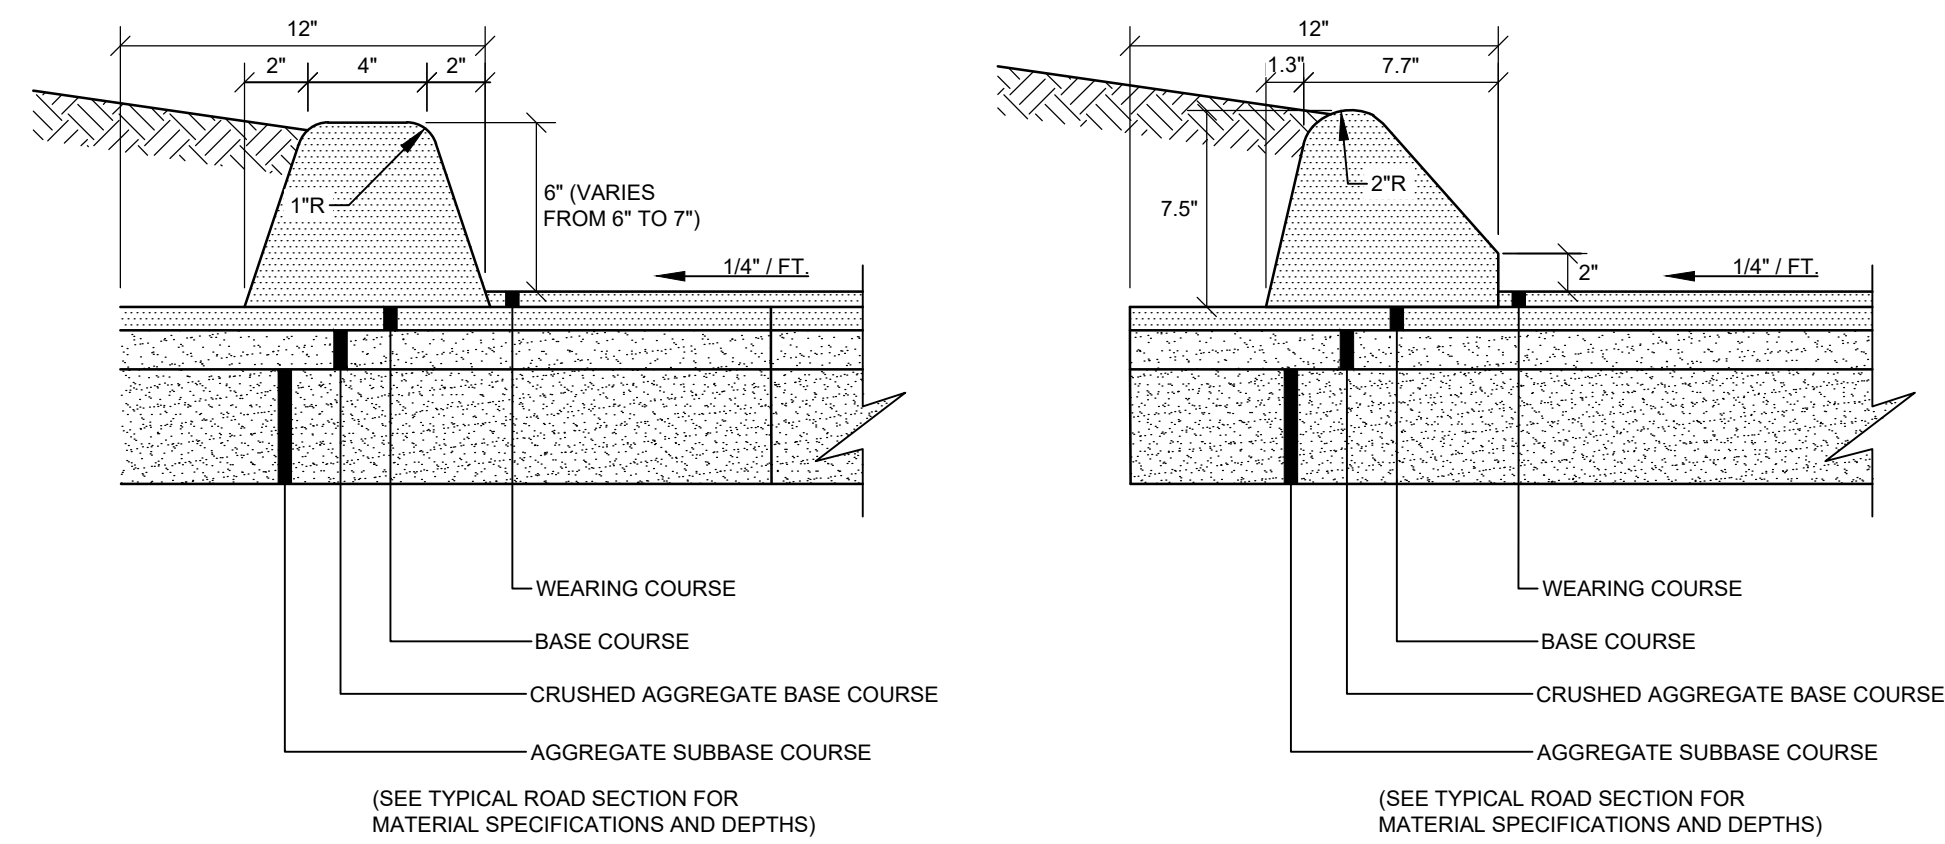 12"
2"
4"
2"
1"R
6" (VARIES
FROM 6" TO 7")
1/4" / FT.
WEARING COURSE
BASE COURSE
CRUSHED AGGREGATE BASE COURSE
AGGREGATE SUBBASE COURSE
(SEE TYPICAL ROAD SECTION FOR
MATERIAL SPECIFICATIONS AND DEPTHS)
12"
1.3"
7.7"
2"R
7.5"
2"
1/4" / FT.
WEARING COURSE
BASE COURSE
CRUSHED AGGREGATE BASE COURSE
AGGREGATE SUBBASE COURSE
(SEE TYPICAL ROAD SECTION FOR
MATERIAL SPECIFICATIONS AND DEPTHS)